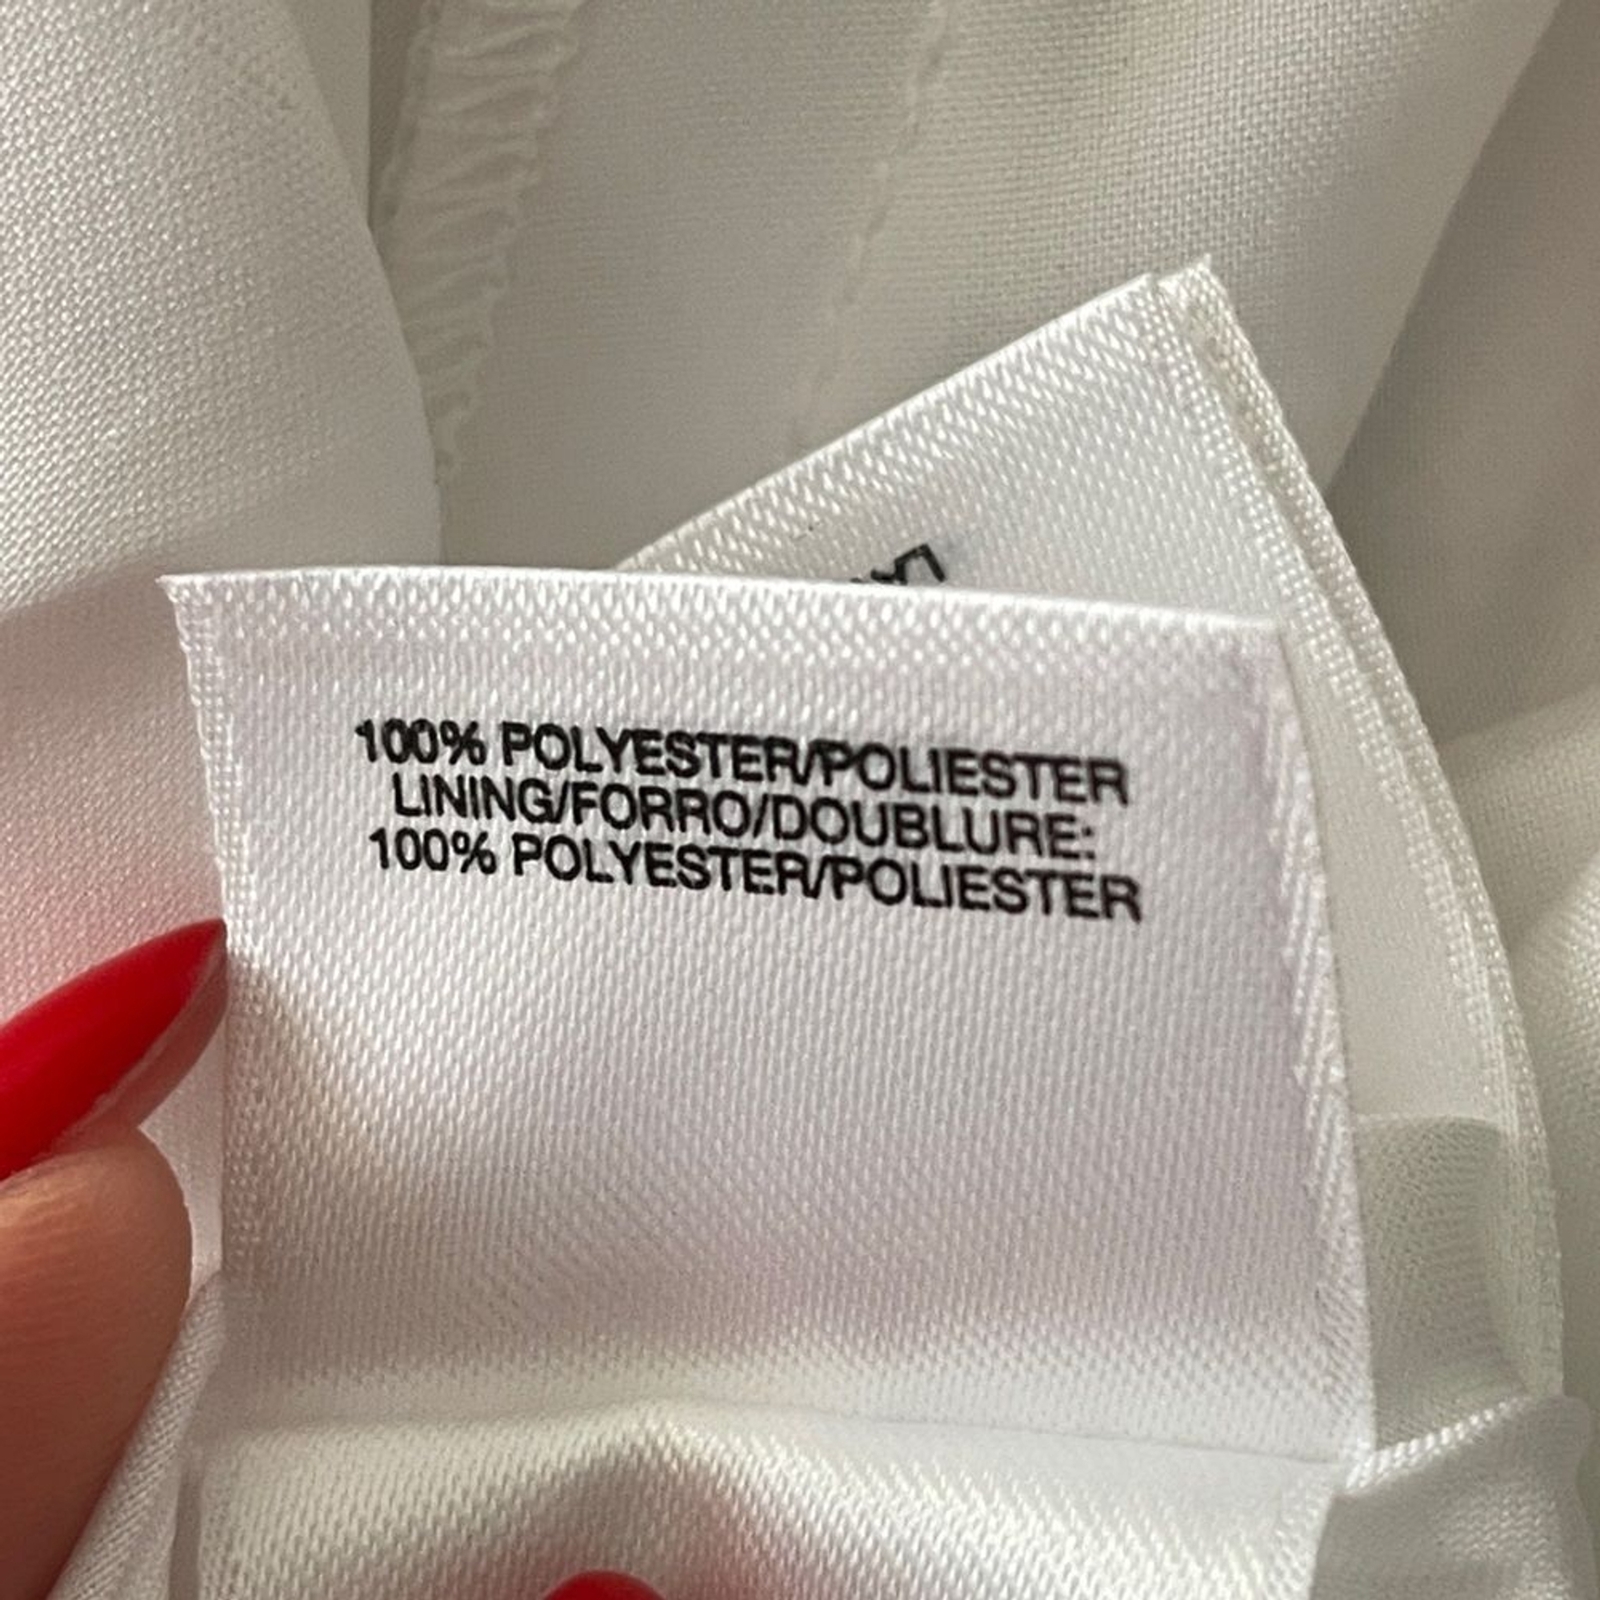 100% POLYESTER/POLIESTER
LINING/FORRO/DOUBLURE:
100% POLYESTER/POLIESTER